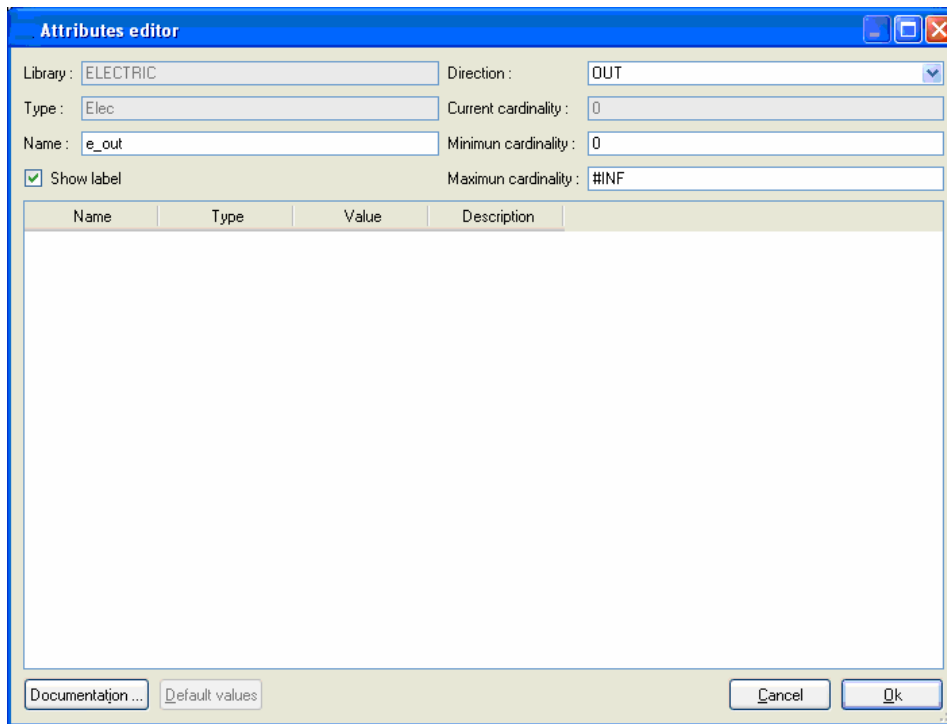 Attributes editor
Library : ELECTRIC Direction : OUT
Type : Elec Current cardinality : 0
Name : e_out Minimun cardinality : 0
Show label Maximun cardinality : #INF
Name Type Value Description
Documentation ... Default values Cancel Ok